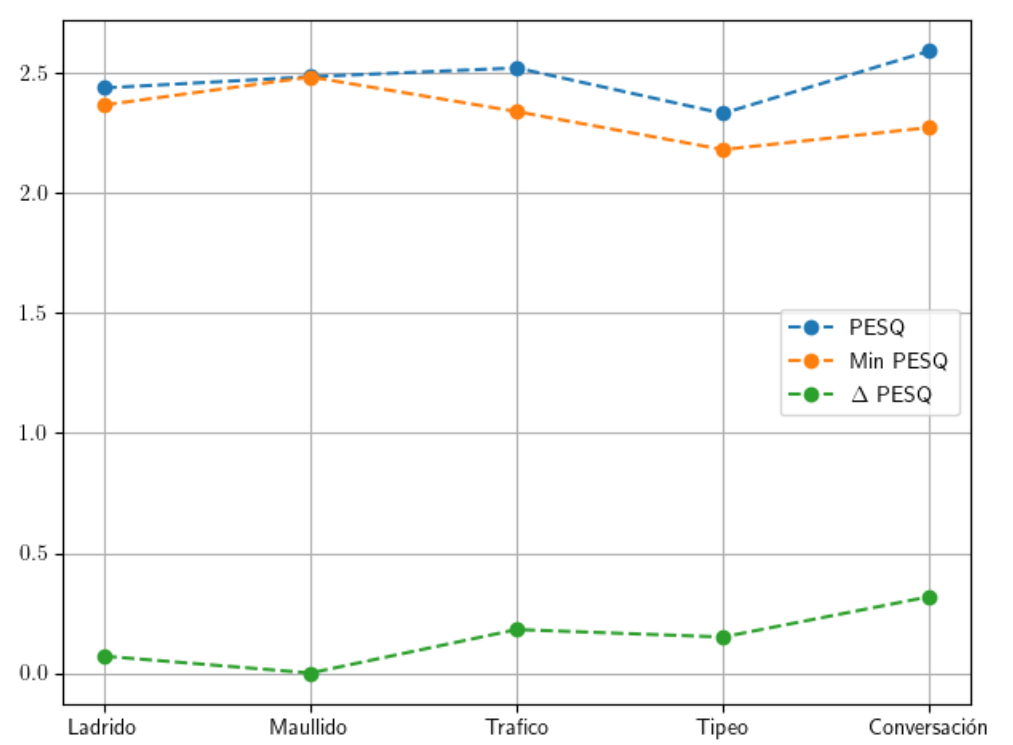 2.5
2.0
1.5
1.0
0.5
0.0
PESQ
Min PESQ
Δ PESQ
Ladrido
Maullido
Trafico
Tipeo
Conversación